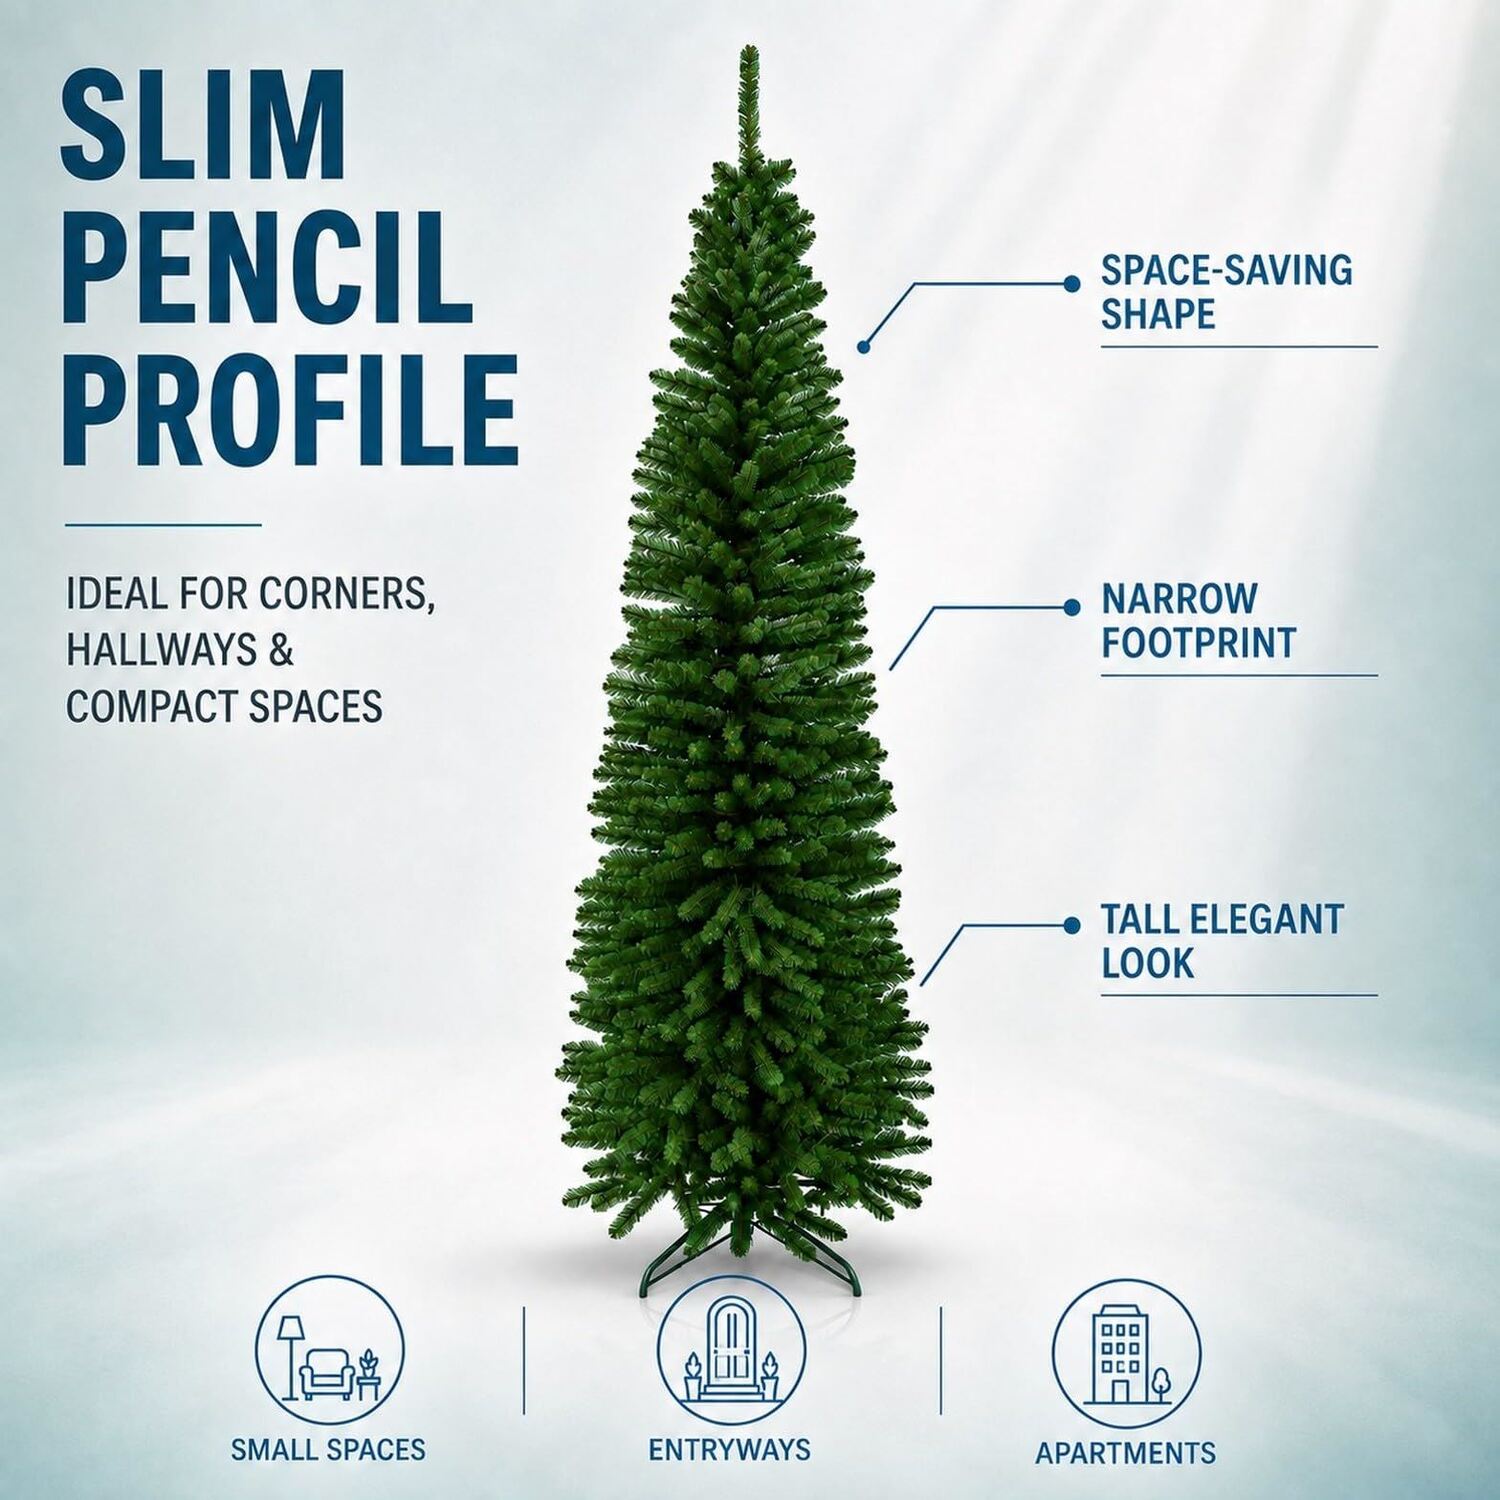 SLIM
PENCIL
PROFILE
IDEAL FOR CORNERS,
HALLWAYS &
COMPACT SPACES
SPACE-SAVING
SHAPE
NARROW
FOOTPRINT
TALL ELEGANT
LOOK
SMALL SPACES
ENTRYWAYS
APARTMENTS